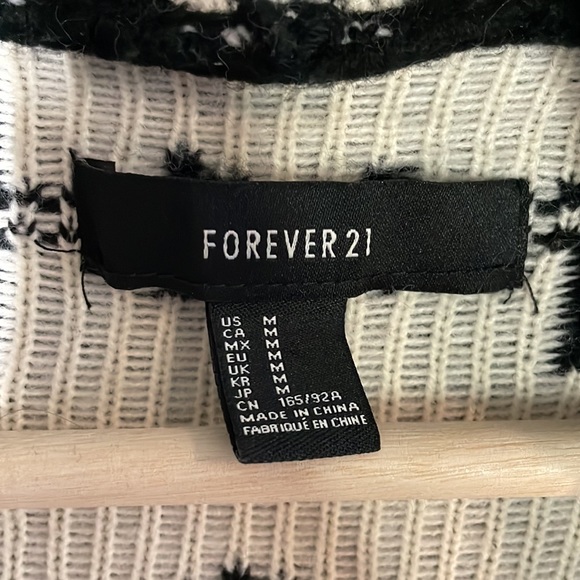 FOREVER 21
US M
CA M
MX M
EU M
UK M
KR M
JP M
CN 165/92A
MADE IN CHINA
FABRIQUÉ EN CHINE